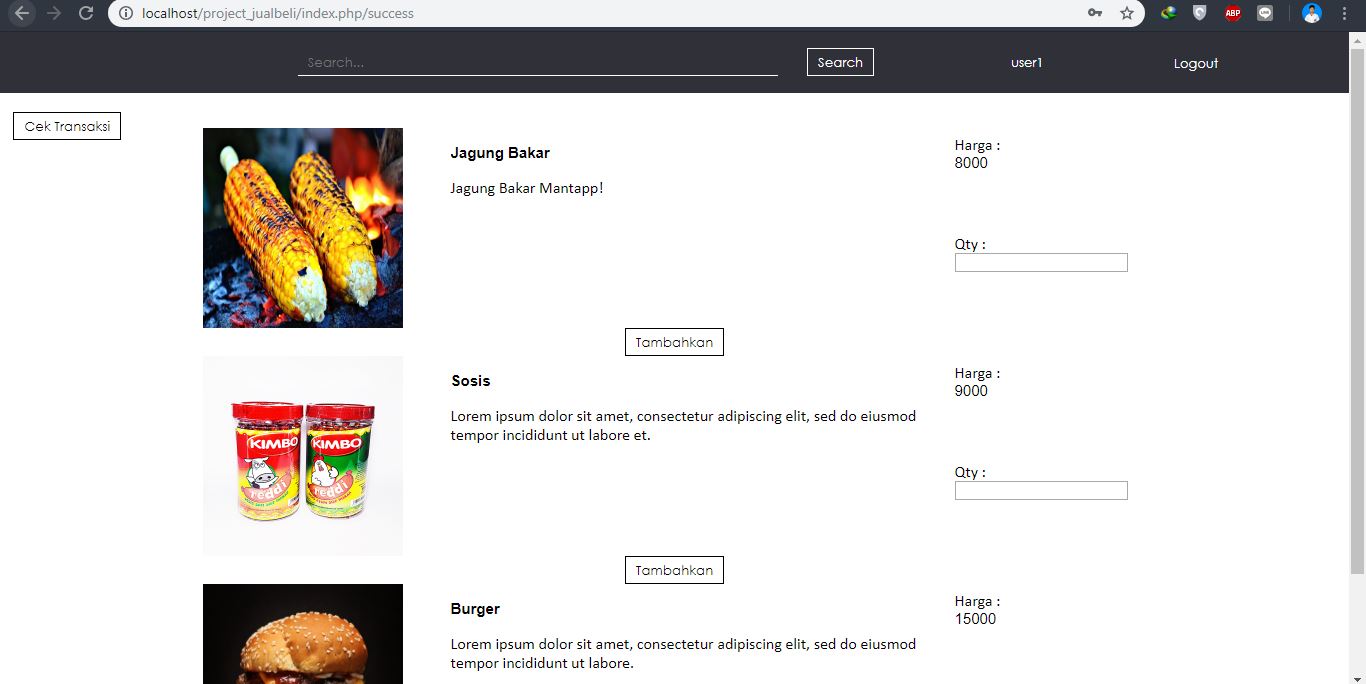 localhost/project_jualbeli/index.php/success
ABP
Search...
Search
user1
Logout
Cek Transaksi
Jagung Bakar
Jagung Bakar Mantapp!
Harga :
8000
Qty :
Tambahkan
KIMBO
reddi
KIMBO
reddi
Sosis
Lorem ipsum dolor sit amet, consectetur adipiscing elit, sed do eiusmod
tempor incididunt ut labore et.
Harga :
9000
Qty :
Tambahkan
Burger
Lorem ipsum dolor sit amet, consectetur adipiscing elit, sed do eiusmod
tempor incididunt ut labore.
Harga :
15000